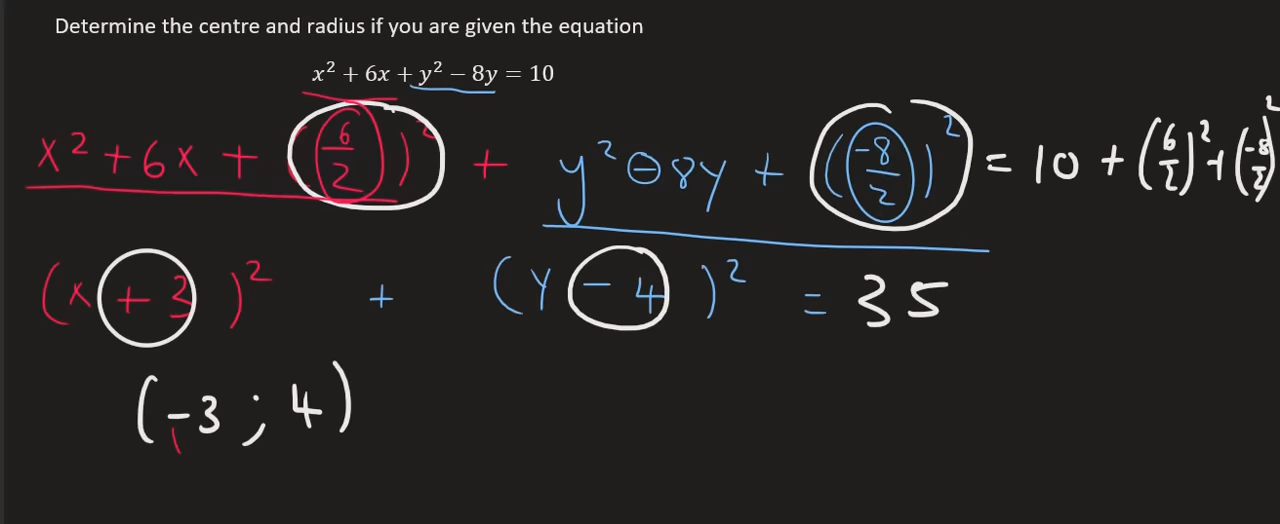 Determine the centre and radius if you are given the equation
x² + 6x + y² − 8y = 10
x² + 6x + (6/2)² + y² − 8y + ((-8/2))² = 10 + (6/2)² + (-8/2)²
(x + 3)² + (y − 4)² = 35
(-3 ; 4)